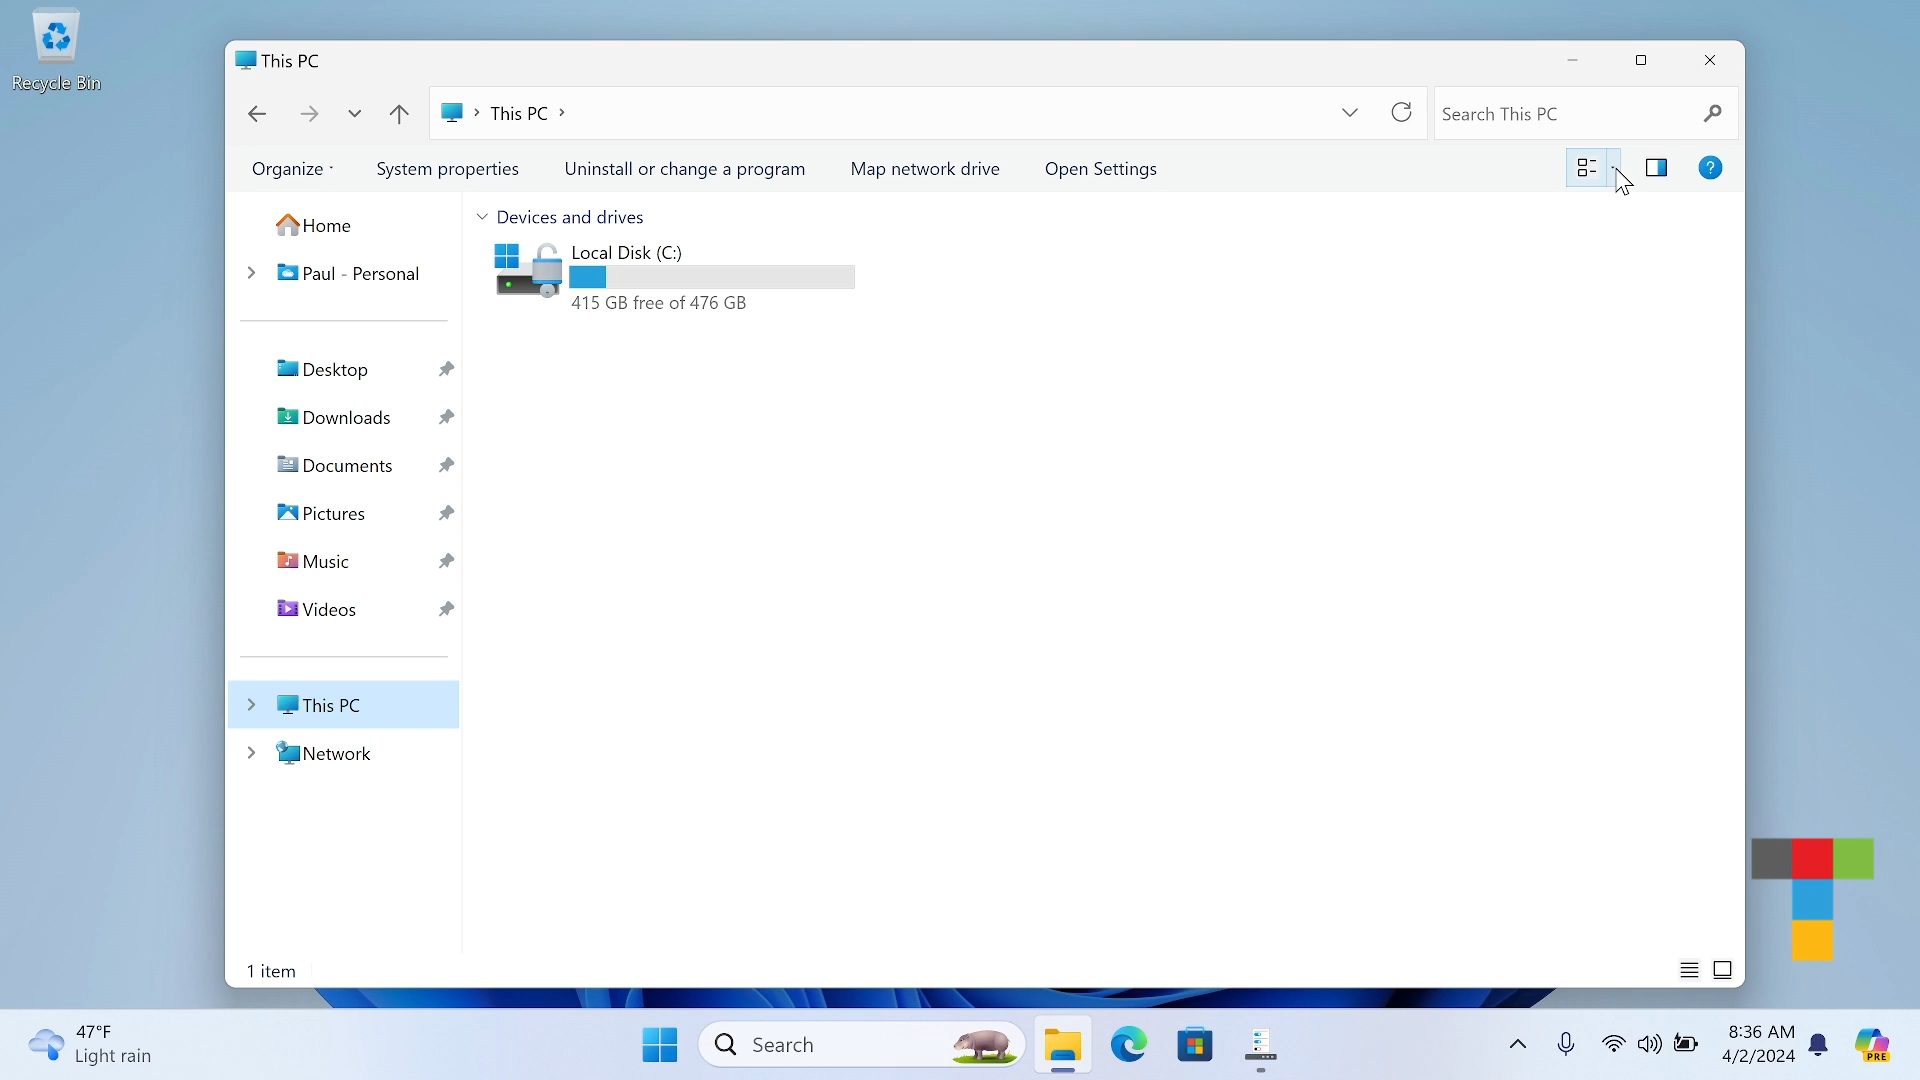 Recycle Bin
This PC
This PC
Search This PC
Organize
System properties
Uninstall or change a program
Map network drive
Open Settings
?
Home
Paul - Personal
Desktop
Downloads
Documents
Pictures
Music
Videos
This PC
Network
Devices and drives
Local Disk (C:)
415 GB free of 476 GB
1 item
47°F
Light rain
Search
8:36 AM
4/2/2024
PRE